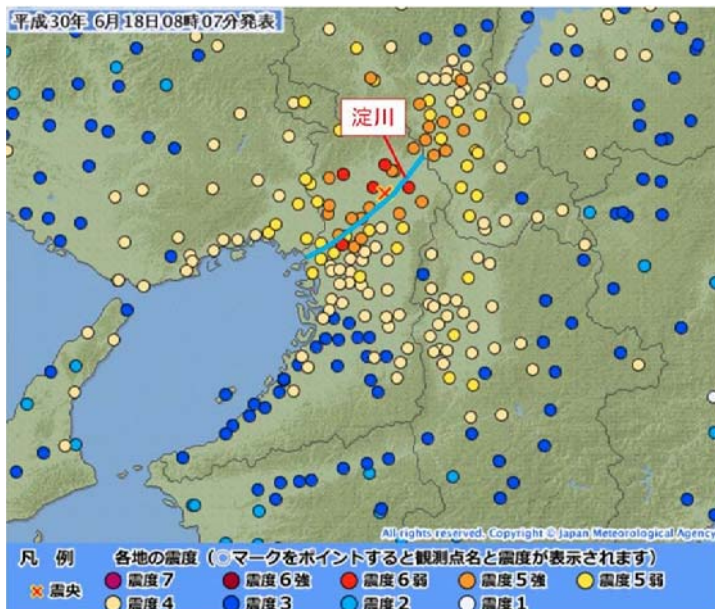 平成30年 6月18日08時07分発表
淀川
All rights reserved. Copyright © Japan Meteorological Agency
凡 例 各地の震度（○マークをポイントすると観測点名と震度が表示されます）
震央 震度７ 震度６強 震度６弱 震度５強 震度５弱
震度４ 震度３ 震度２ 震度１